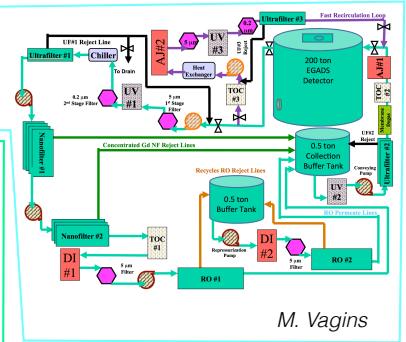 UF#1 Reject Line
Ultrafilter #1
Chiller
To Drain
0.2 μm
2nd Stage Filter
UV
#1
5 μm
1st Stage Filter
AJ#2
5
μm
UV
#3
0.2
μm
Ultrafilter #3
UF#3
Reject
Heat
Exchanger
TOC
#3
Fast Recirculation Loop
200 ton
EGADS
Detector
AJ#1
TOC
#2
Membrane
Degas
UF#2
Reject
Conveying
Pump
Ultrafilter #2
UV
#2
0.5 ton
Collection
Buffer Tank
Nanofilter #1
Concentrated Gd NF Reject Lines
Recycles RO Reject Lines
0.5 ton
Buffer Tank
RO Permeate Lines
Nanofilter #2
TOC
#1
DI
#1
5 μm
Filter
RO #1
Repressurization
Pump
DI
#2
5 μm
Filter
RO #2
M. Vagins